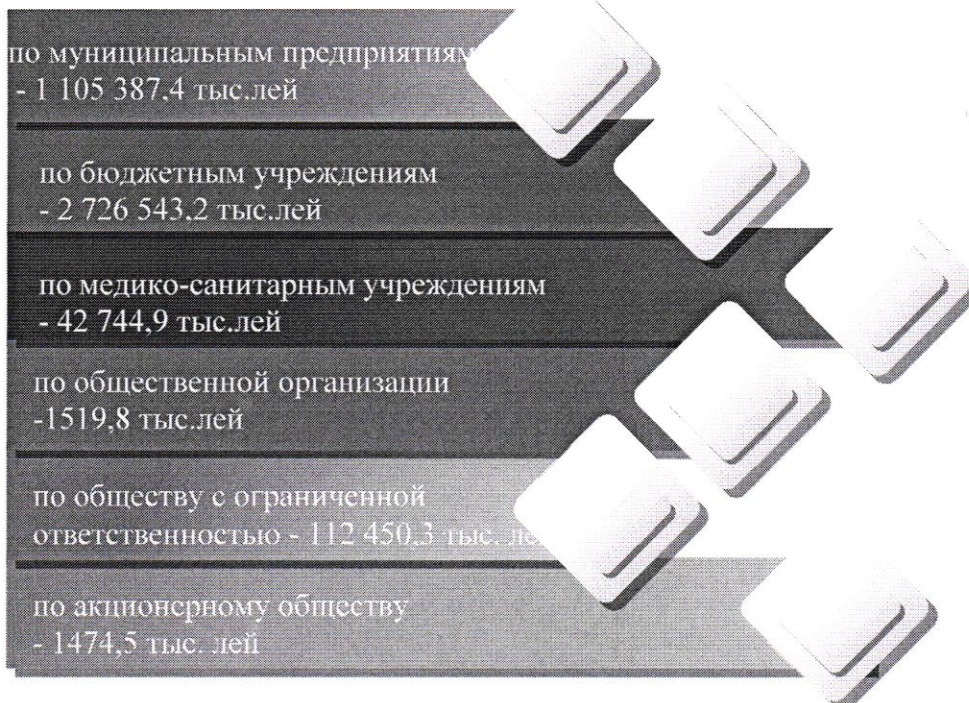 по муниципальным предприятиям
- 1 105 387,4 тыс.лей
по бюджетным учреждениям
- 2 726 543,2 тыс.лей
по медико-санитарным учреждениям
- 42 744,9 тыс.лей
по общественной организации
-1519,8 тыс.лей
по обществу с ограниченной
ответственностью - 112 450,3 тыс. лей
по акционерному обществу
- 1474,5 тыс. лей